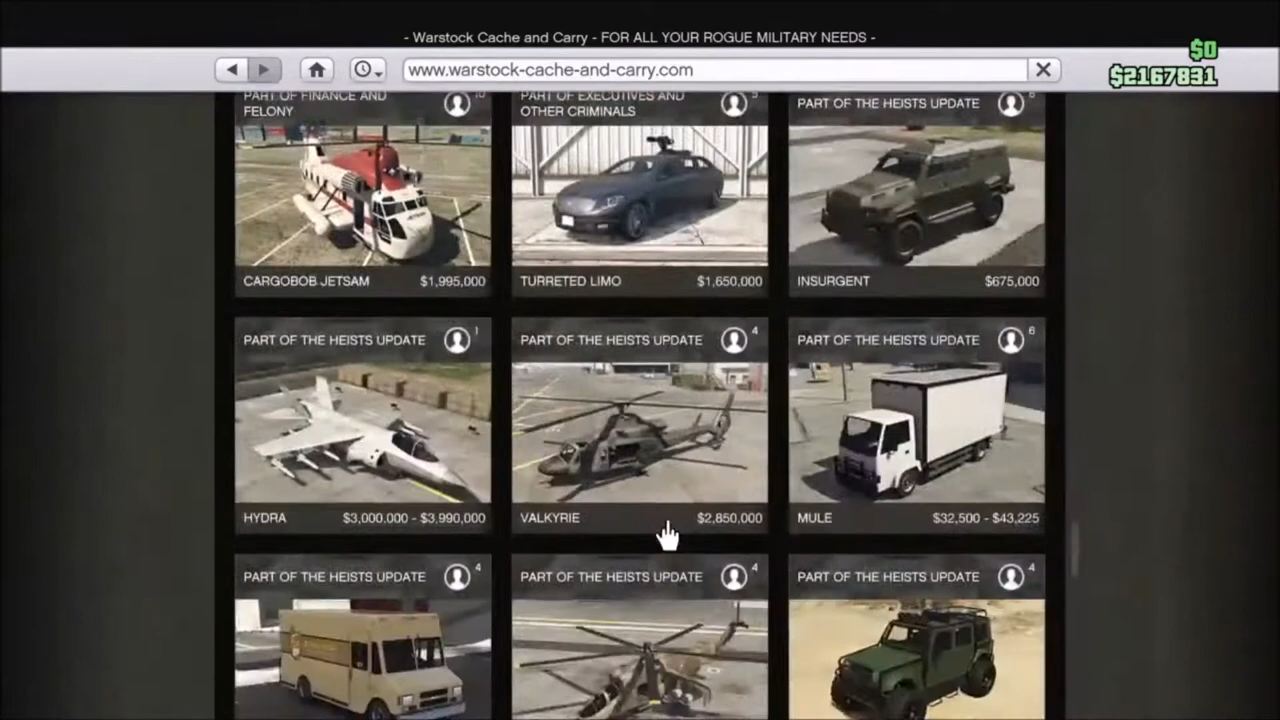 - Warstock Cache and Carry - FOR ALL YOUR ROGUE MILITARY NEEDS -
$0
www.warstock-cache-and-carry.com
$2167831
PART OF FINANCE AND
FELONY
10
PART OF EXECUTIVES AND
OTHER CRIMINALS
PART OF THE HEISTS UPDATE
6
CARGOBOB JETSAM $1,995,000
TURRETED LIMO $1,650,000
INSURGENT $675,000
PART OF THE HEISTS UPDATE 1
PART OF THE HEISTS UPDATE 4
PART OF THE HEISTS UPDATE 6
HYDRA $3,000,000 - $3,990,000
VALKYRIE $2,850,000
MULE $32,500 - $43,225
PART OF THE HEISTS UPDATE 4
PART OF THE HEISTS UPDATE 4
PART OF THE HEISTS UPDATE 4